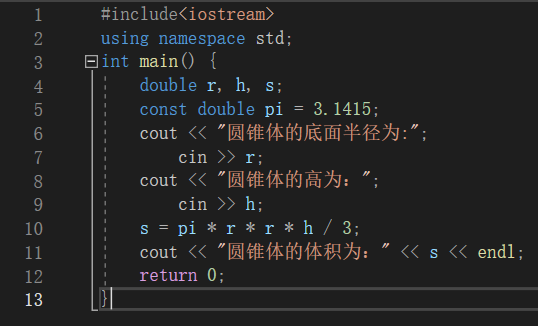 1 #include<iostream>
2 using namespace std;
3 int main() {
4 double r, h, s;
5 const double pi = 3.1415;
6 cout << "圆锥体的底面半径为:";
7 cin >> r;
8 cout << "圆锥体的高为：";
9 cin >> h;
10 s = pi * r * r * h / 3;
11 cout << "圆锥体的体积为：" << s << endl;
12 return 0;
13 }